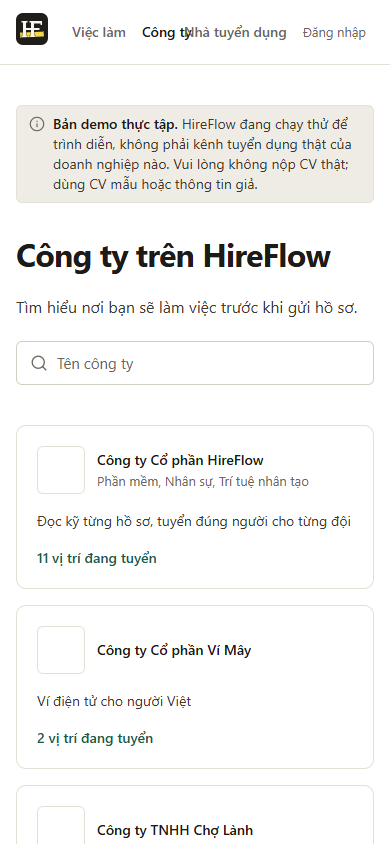 HF
Việc làm Công ty Nhà tuyển dụng Đăng nhập
Bản demo thực tập. HireFlow đang chạy thử để
trình diễn, không phải kênh tuyển dụng thật của
doanh nghiệp nào. Vui lòng không nộp CV thật;
dùng CV mẫu hoặc thông tin giả.
Công ty trên HireFlow
Tìm hiểu nơi bạn sẽ làm việc trước khi gửi hồ sơ.
Tên công ty
Công ty Cổ phần HireFlow
Phần mềm, Nhân sự, Trí tuệ nhân tạo
Đọc kỹ từng hồ sơ, tuyển đúng người cho từng đội
11 vị trí đang tuyển
Công ty Cổ phần Ví Mây
Ví điện tử cho người Việt
2 vị trí đang tuyển
Công ty TNHH Chợ Lành